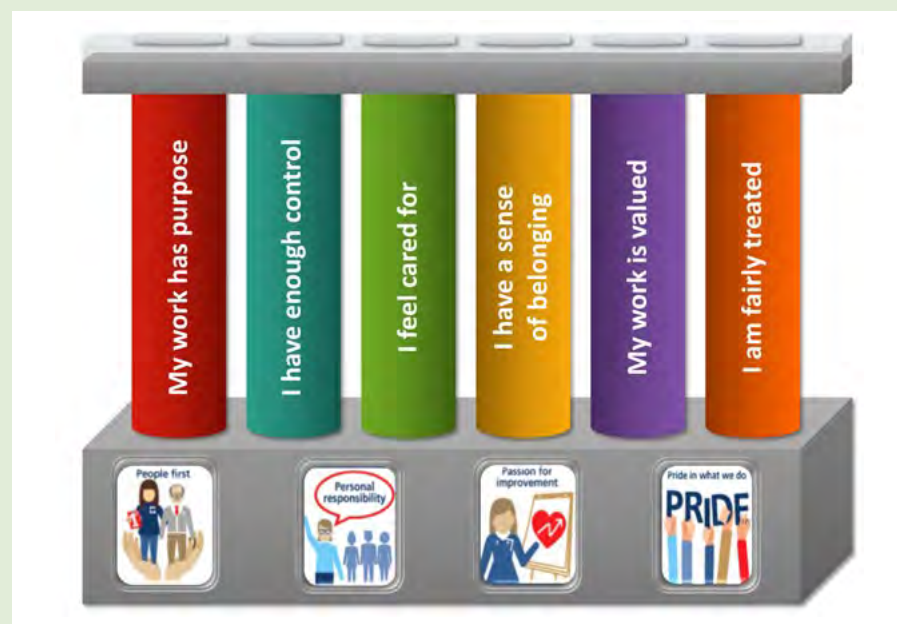 My work has purpose
I have enough control
I feel cared for
I have a sense
of belonging
My work is valued
I am fairly treated
People first
Personal
responsibility
Passion for
improvement
Pride in what we do
PRIDE